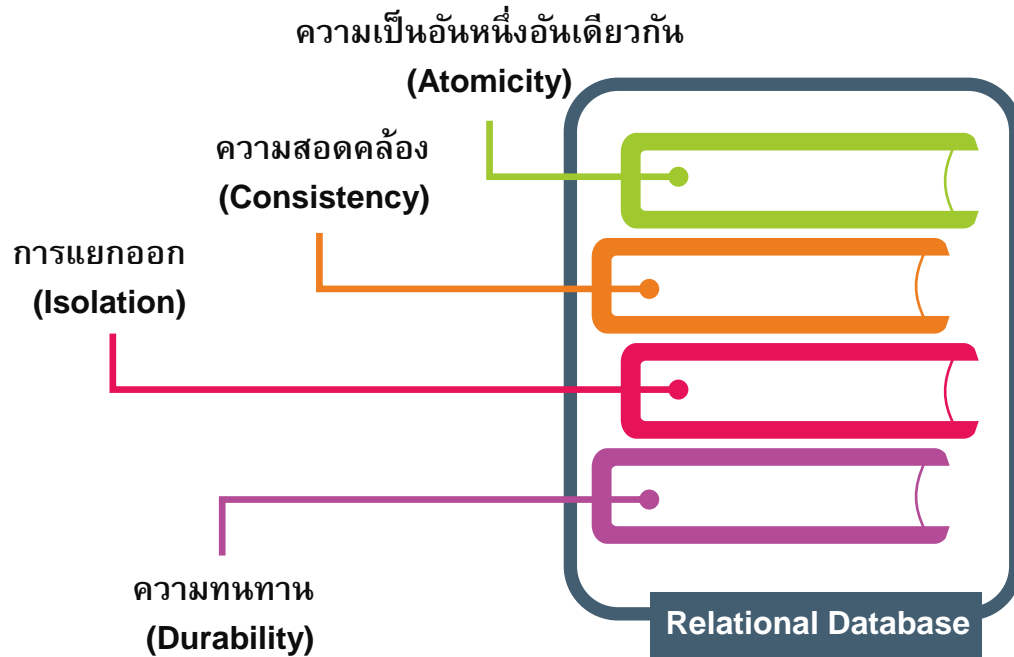 ความเป็นอันหนึ่งอันเดียวกัน
(Atomicity)
ความสอดคล้อง
(Consistency)
การแยกออก
(Isolation)
ความทนทาน
(Durability)
Relational Database